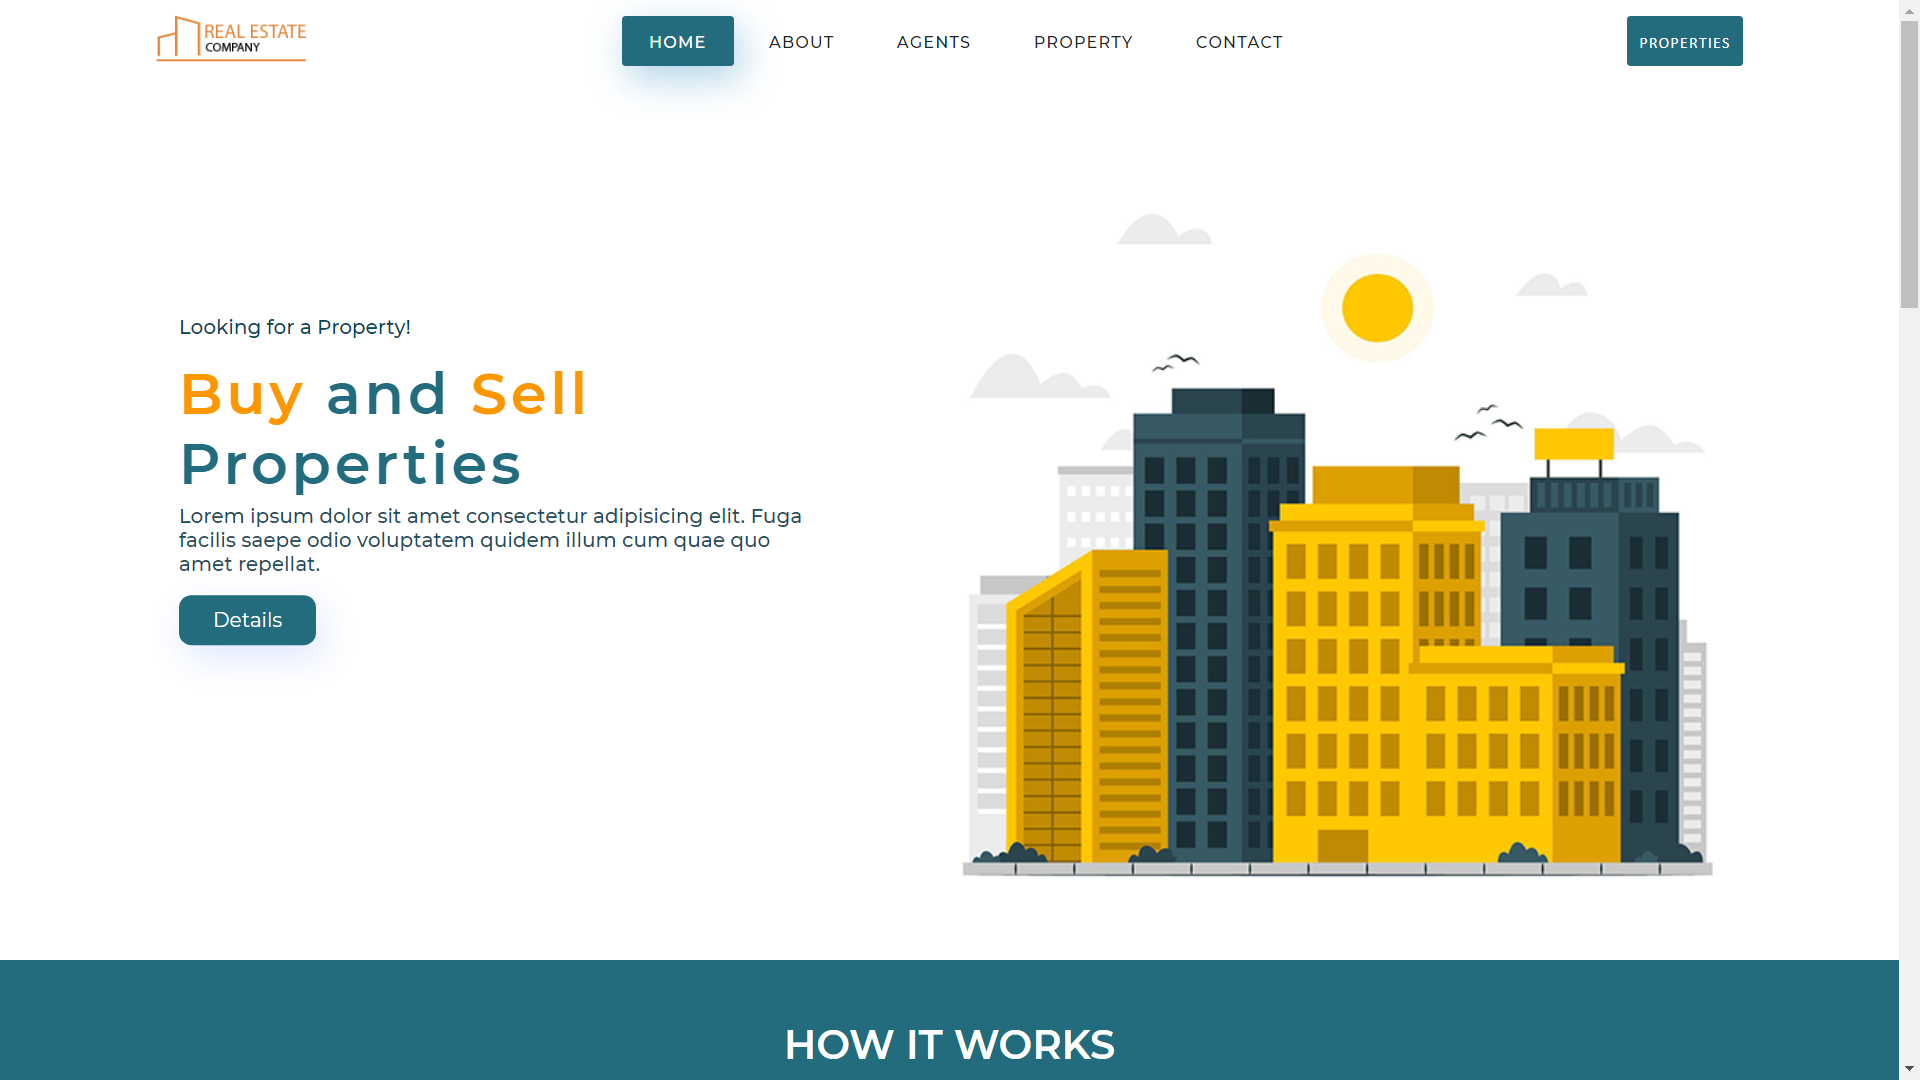 REAL ESTATE
COMPANY
HOME
ABOUT
AGENTS
PROPERTY
CONTACT
PROPERTIES
Looking for a Property!
Buy and Sell
Properties
Lorem ipsum dolor sit amet consectetur adipisicing elit. Fuga
facilis saepe odio voluptatem quidem illum cum quae quo
amet repellat.
Details
HOW IT WORKS